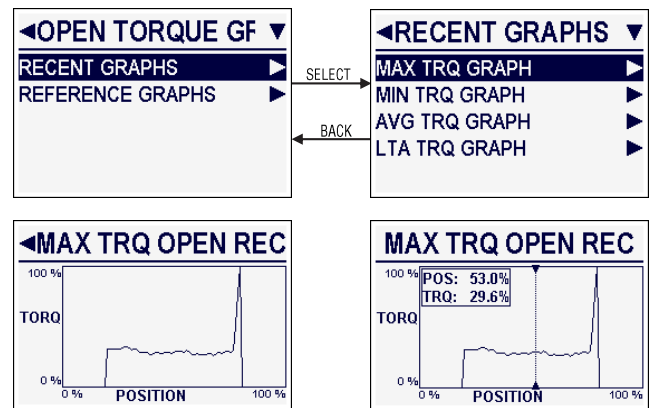 ◀OPEN TORQUE GF ▼
RECENT GRAPHS ▶
REFERENCE GRAPHS ▶
SELECT
BACK
◀RECENT GRAPHS ▼
MAX TRQ GRAPH ▶
MIN TRQ GRAPH ▶
AVG TRQ GRAPH ▶
LTA TRQ GRAPH ▶
◀MAX TRQ OPEN REC
100 %
TORQ
0 %
0 % POSITION 100 %
MAX TRQ OPEN REC
100 %
POS: 53.0%
TRQ: 29.6%
TORQ
0 %
0 % POSITION 100 %